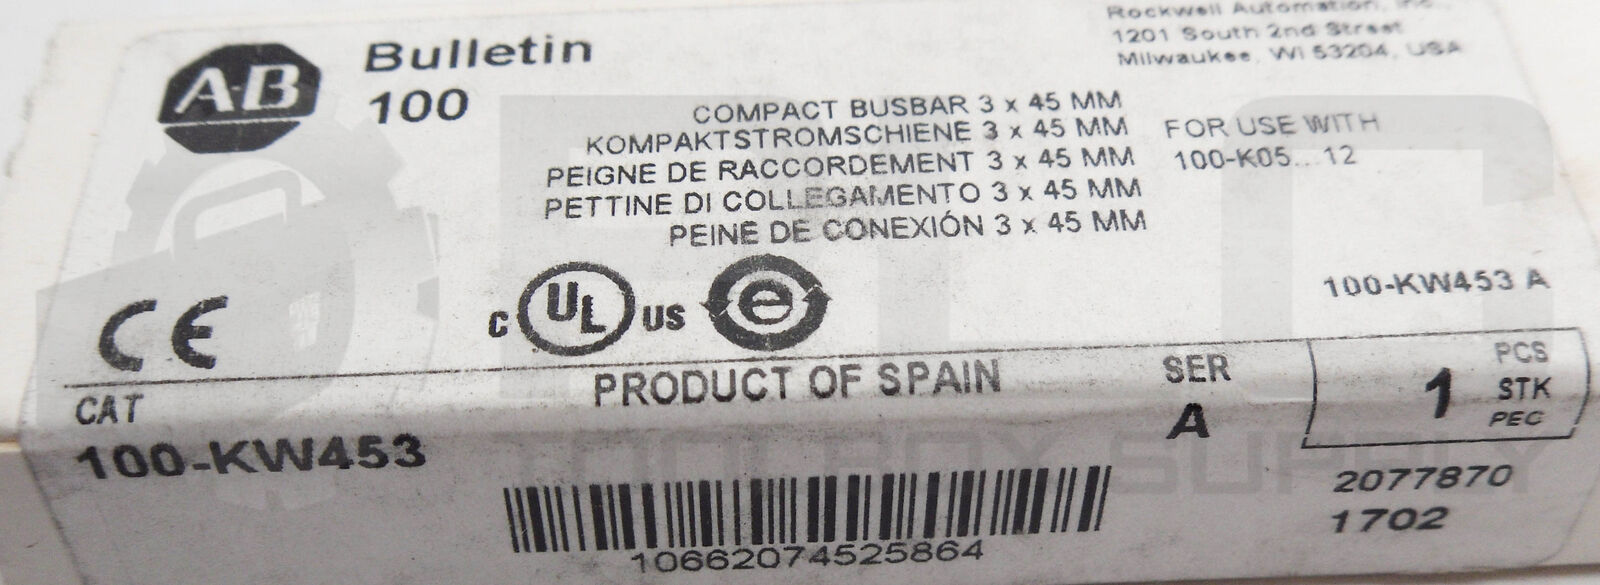 A-B
Bulletin
100
Rockwell Automation, Inc.
1201 South 2nd Street
Milwaukee, WI 53204, USA
COMPACT BUSBAR 3 x 45 MM
KOMPAKTSTROMSCHIENE 3 x 45 MM
PEIGNE DE RACCORDEMENT 3 x 45 MM
PETTINE DI COLLEGAMENTO 3 x 45 MM
PEINE DE CONEXIÓN 3 x 45 MM
FOR USE WITH
100-K05...12
CE
C UL US e
100-KW453 A
CAT
100-KW453
PRODUCT OF SPAIN
SER
A
1
PCS
STK
PEC
10662074525864
2077870
1702
PLC
TOOLBOX SUPPLY